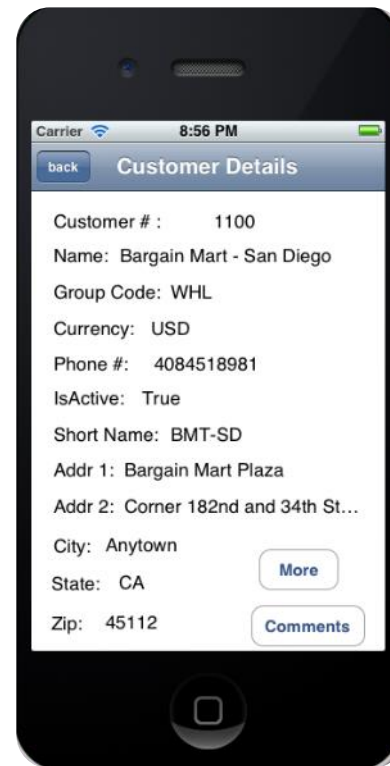 Carrier 8:56 PM
back Customer Details
Customer # : 1100
Name: Bargain Mart - San Diego
Group Code: WHL
Currency: USD
Phone #: 4084518981
IsActive: True
Short Name: BMT-SD
Addr 1: Bargain Mart Plaza
Addr 2: Corner 182nd and 34th St...
City: Anytown
State: CA
More
Zip: 45112
Comments